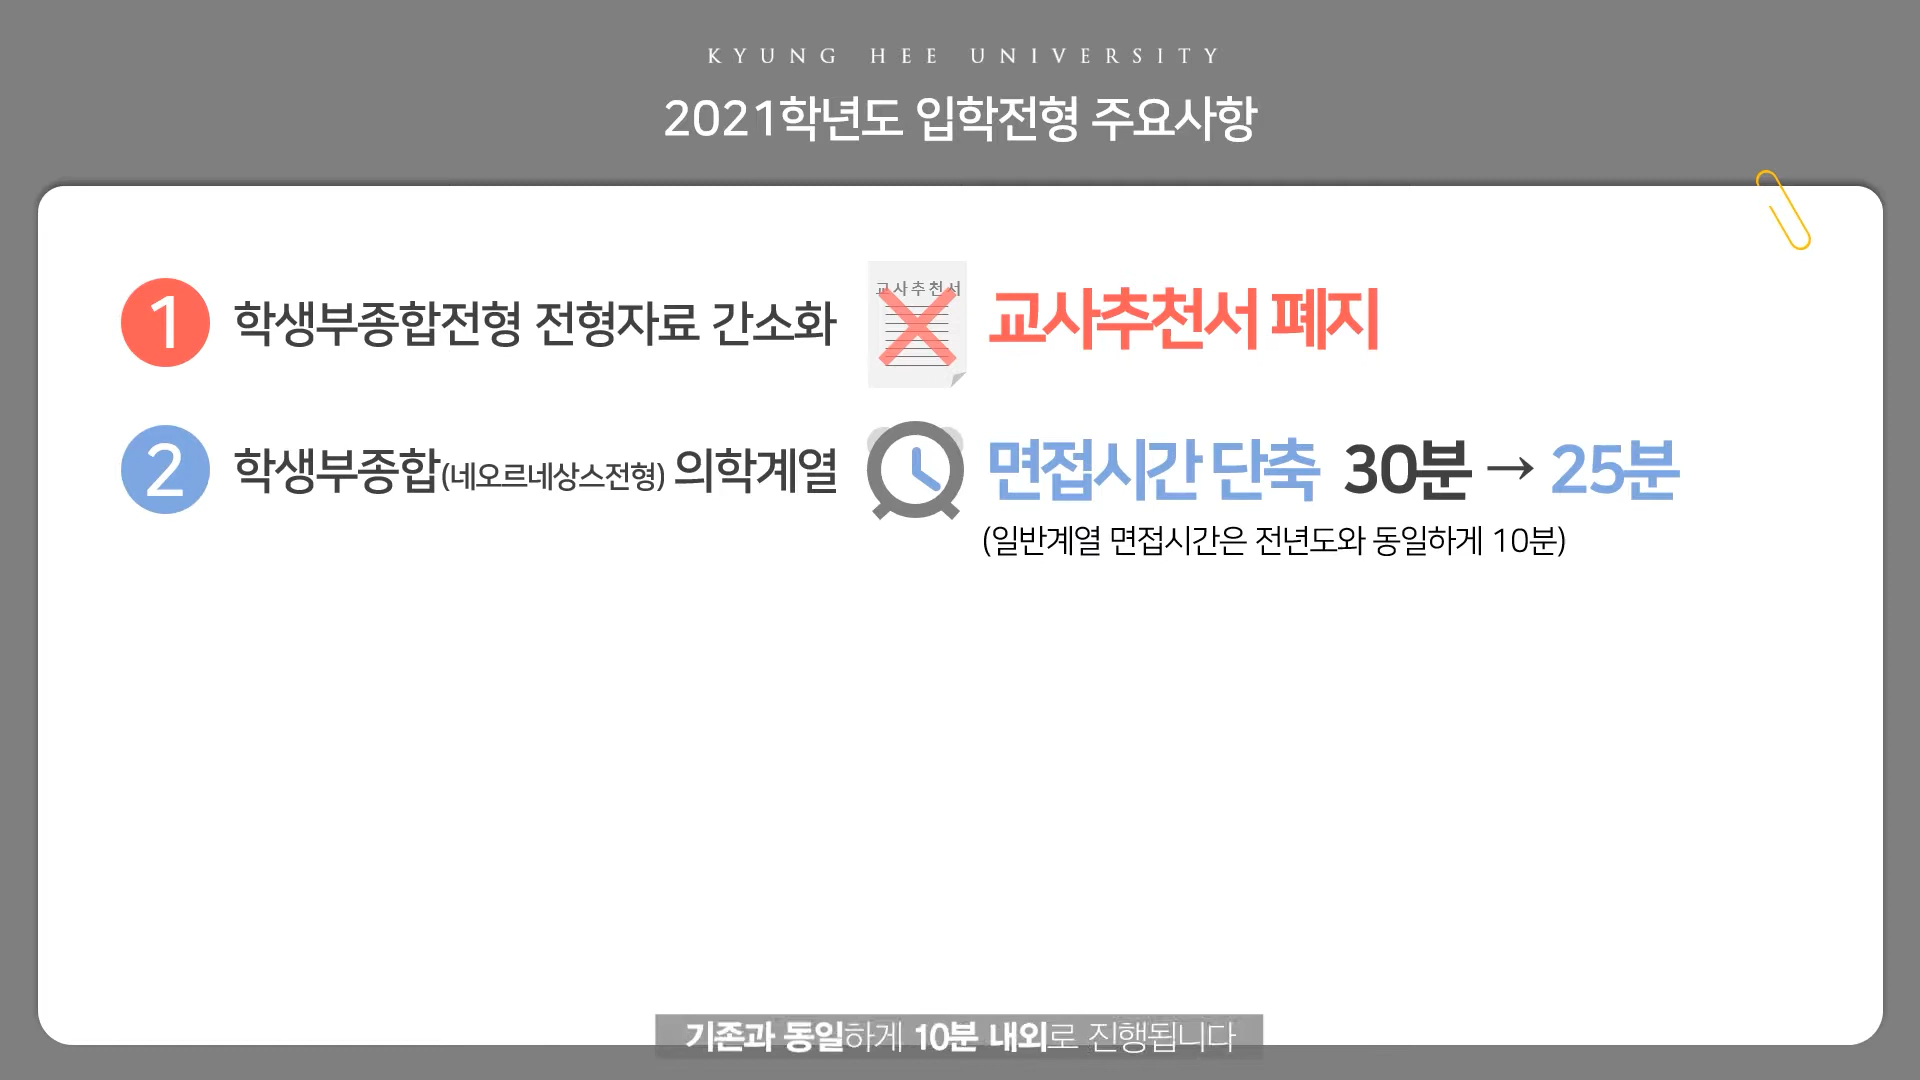 KYUNG HEE UNIVERSITY
2021학년도 입학전형 주요사항
1 학생부종합전형 전형자료 간소화 교사추천서 교사추천서 폐지
2 학생부종합(네오르네상스전형) 의학계열 면접시간 단축 30분 → 25분
(일반계열 면접시간은 전년도와 동일하게 10분)
기존과 동일하게 10분 내외로 진행됩니다